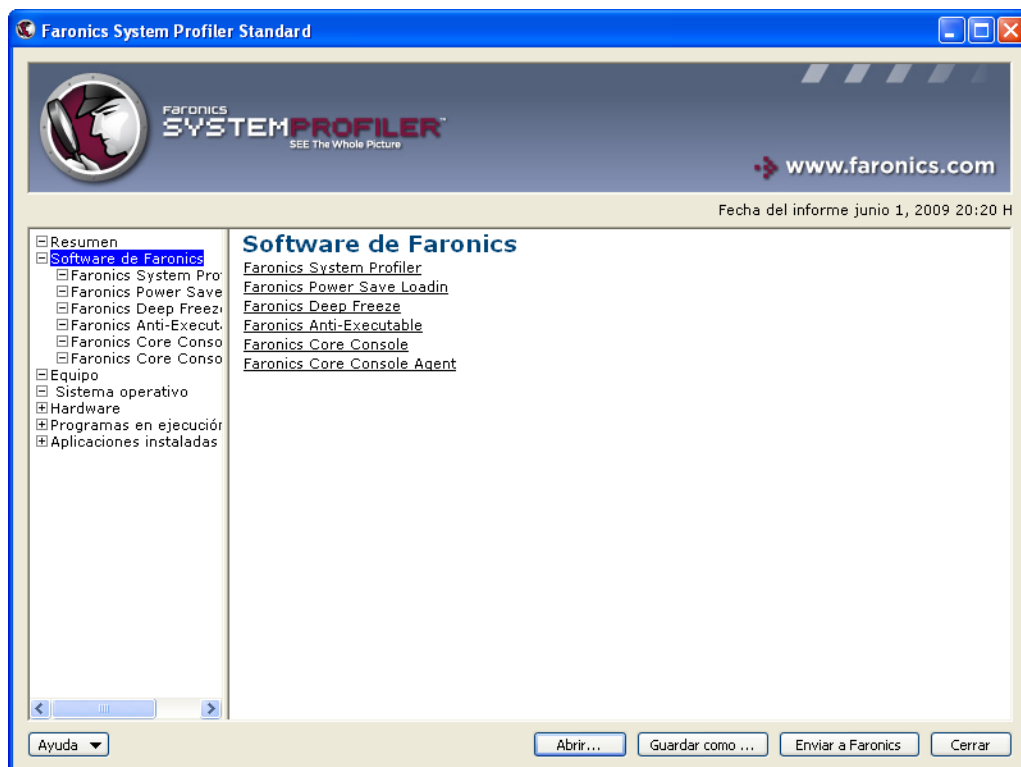 Faronics System Profiler Standard
Faronics
SYSTEMPROFILER™
SEE The Whole Picture
www.faronics.com
Fecha del informe junio 1, 2009 20:20 H
Resumen
Software de Faronics
Faronics System Pro
Faronics Power Save
Faronics Deep Freez
Faronics Anti-Execut
Faronics Core Conso
Faronics Core Conso
Equipo
Sistema operativo
Hardware
Programas en ejecución
Aplicaciones instaladas
Software de Faronics
Faronics System Profiler
Faronics Power Save Loadin
Faronics Deep Freeze
Faronics Anti-Executable
Faronics Core Console
Faronics Core Console Agent
Ayuda
Abrir...
Guardar como ...
Enviar a Faronics
Cerrar